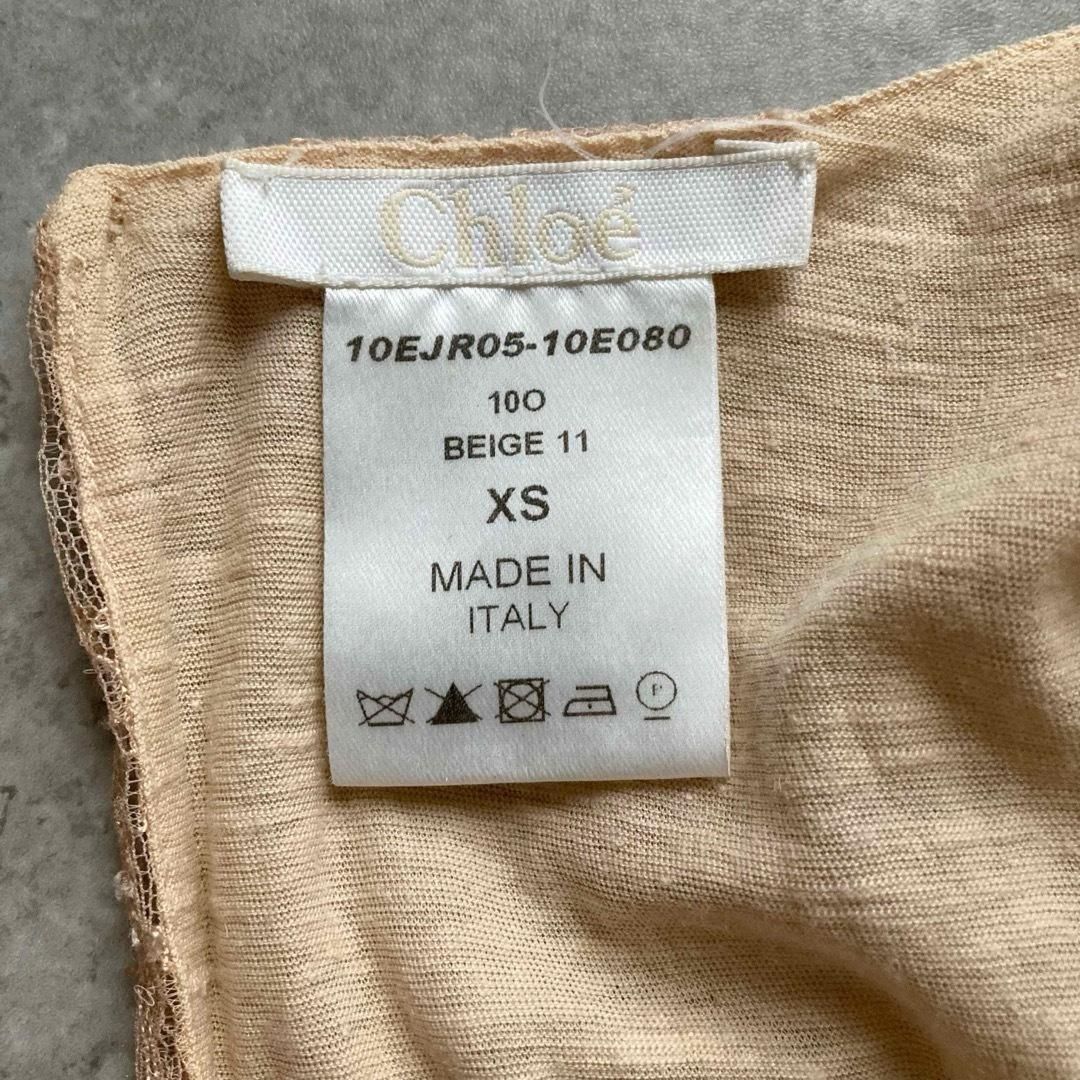 Chloé
10EJR05-10E080
10O
BEIGE 11
XS
MADE IN
ITALY
P